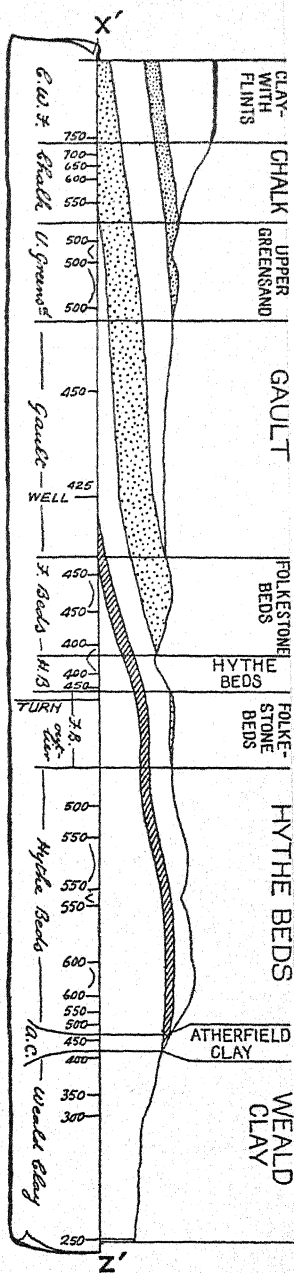 CLAY-
WITH
FLINTS
CHALK
UPPER
GREENSAND
GAULT
FOLKESTONE
BEDS
HYTHE
BEDS
FOLKE-
STONE
BEDS
HYTHE BEDS
ATHERFIELD
CLAY
WEALD
CLAY
X'
750
700
650
600
550
500
500
500
450
425
450
450
400
400
450
500
550
550
550
600
600
550
500
450
400
350
300
250
Z'
C.W.F.
Chalk
U. Greensd
Gault
WELL
F. Beds
H.B.
TURN
F.B.
outlier
Hythe Beds
A.C.
Weald Clay